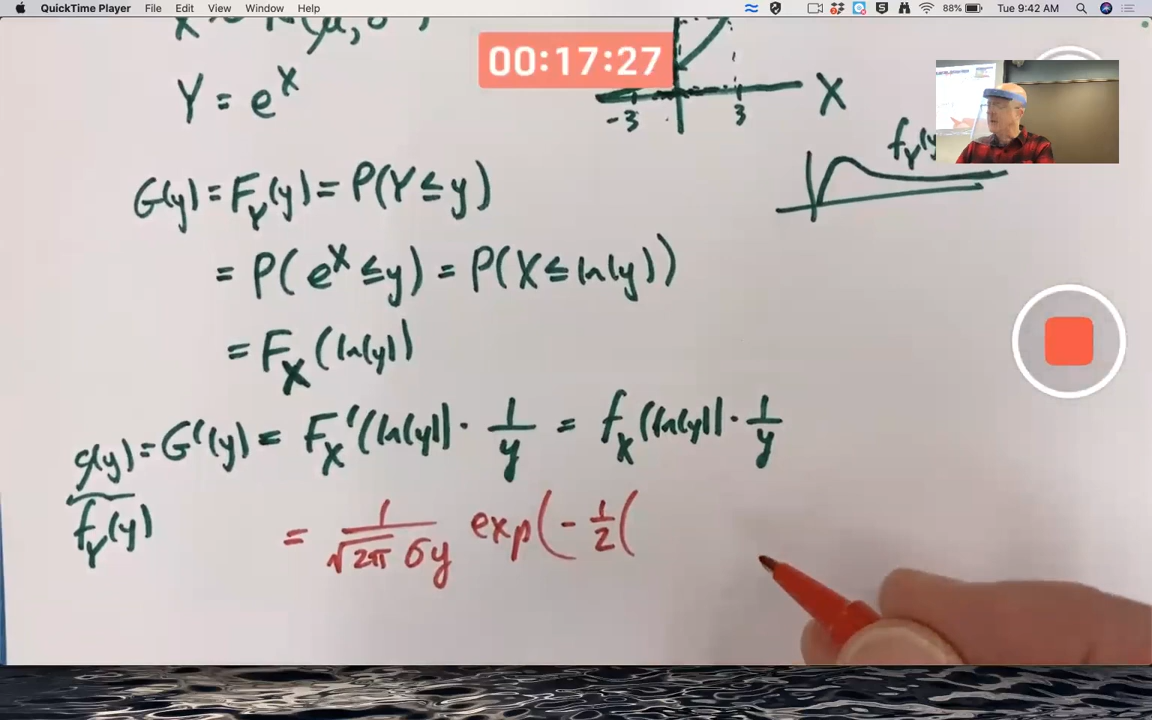 QuickTime Player File Edit View Window Help 88% Tue 9:42 AM
00:17:27
X ~ N(μ, σ
Y = e^X
-3 3 X
f_Y(y
G(y) = F_Y(y) = P(Y ≤ y)
= P( e^X ≤ y) = P(X ≤ ln(y))
= F_X (ln(y))
g(y) = G'(y) = F_X'(ln(y)) · 1/y = f_X(ln(y)) · 1/y
f_Y(y)
= 1/(√2π σy) exp(- 1/2 (